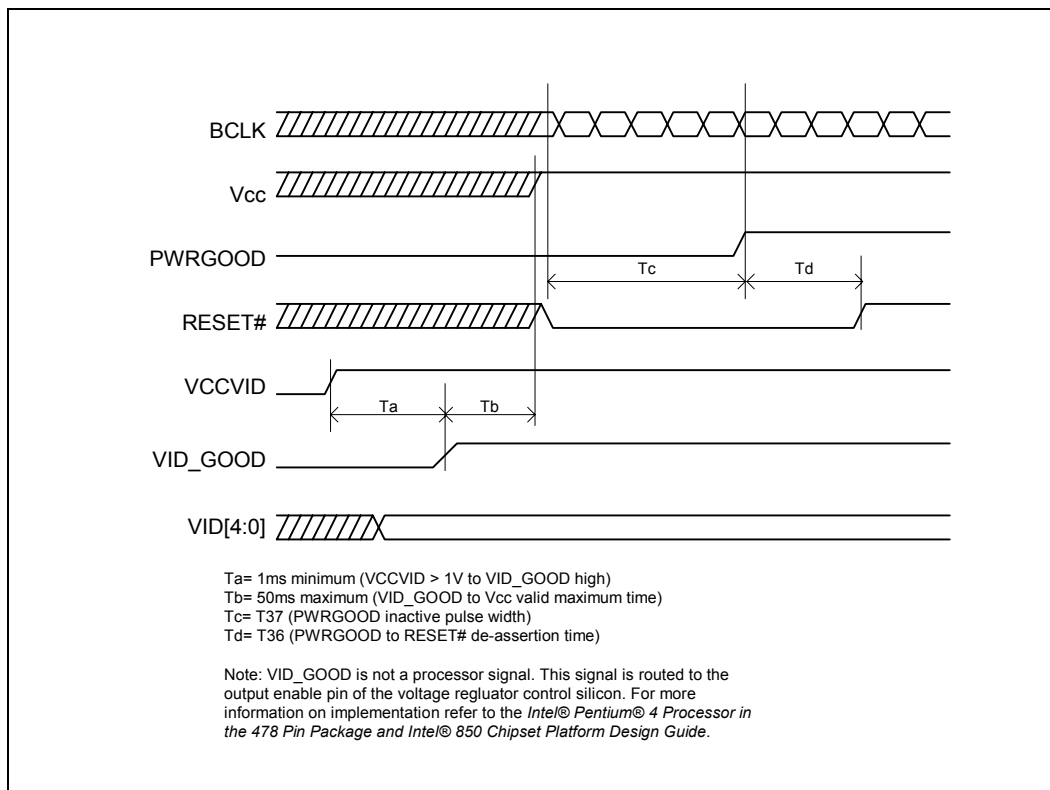 BCLK
Vcc
PWRGOOD
Tc
Td
RESET#
VCCVID
Ta
Tb
VID_GOOD
VID[4:0]
Ta= 1ms minimum (VCCVID > 1V to VID_GOOD high)
Tb= 50ms maximum (VID_GOOD to Vcc valid maximum time)
Tc= T37 (PWRGOOD inactive pulse width)
Td= T36 (PWRGOOD to RESET# de-assertion time)
Note: VID_GOOD is not a processor signal. This signal is routed to the
output enable pin of the voltage regluator control silicon. For more
information on implementation refer to the Intel® Pentium® 4 Processor in
the 478 Pin Package and Intel® 850 Chipset Platform Design Guide.